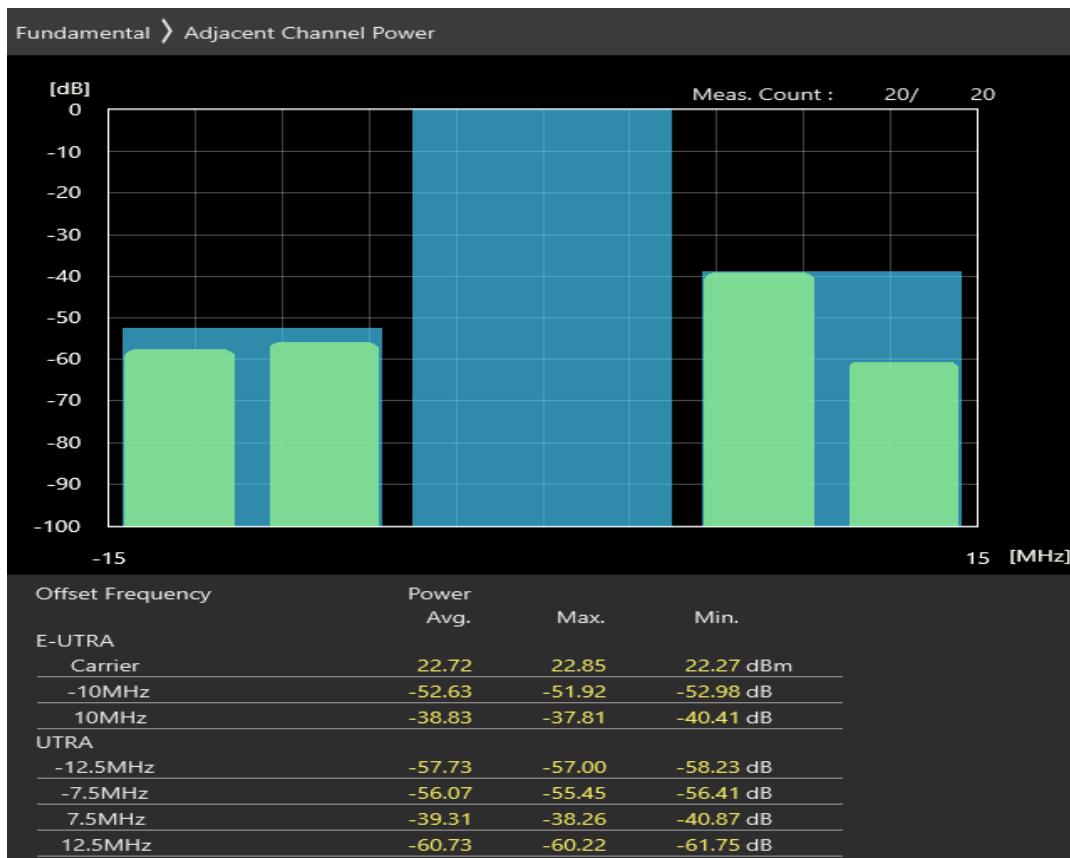 Fundamental 〉 Adjacent Channel Power
[dB]
Meas. Count : 20/ 20
0
-10
-20
-30
-40
-50
-60
-70
-80
-90
-100
-15 15 [MHz]
Offset Frequency Power
Avg. Max. Min.
E-UTRA
Carrier 22.72 22.85 22.27 dBm
-10MHz -52.63 -51.92 -52.98 dB
10MHz -38.83 -37.81 -40.41 dB
UTRA
-12.5MHz -57.73 -57.00 -58.23 dB
-7.5MHz -56.07 -55.45 -56.41 dB
7.5MHz -39.31 -38.26 -40.87 dB
12.5MHz -60.73 -60.22 -61.75 dB